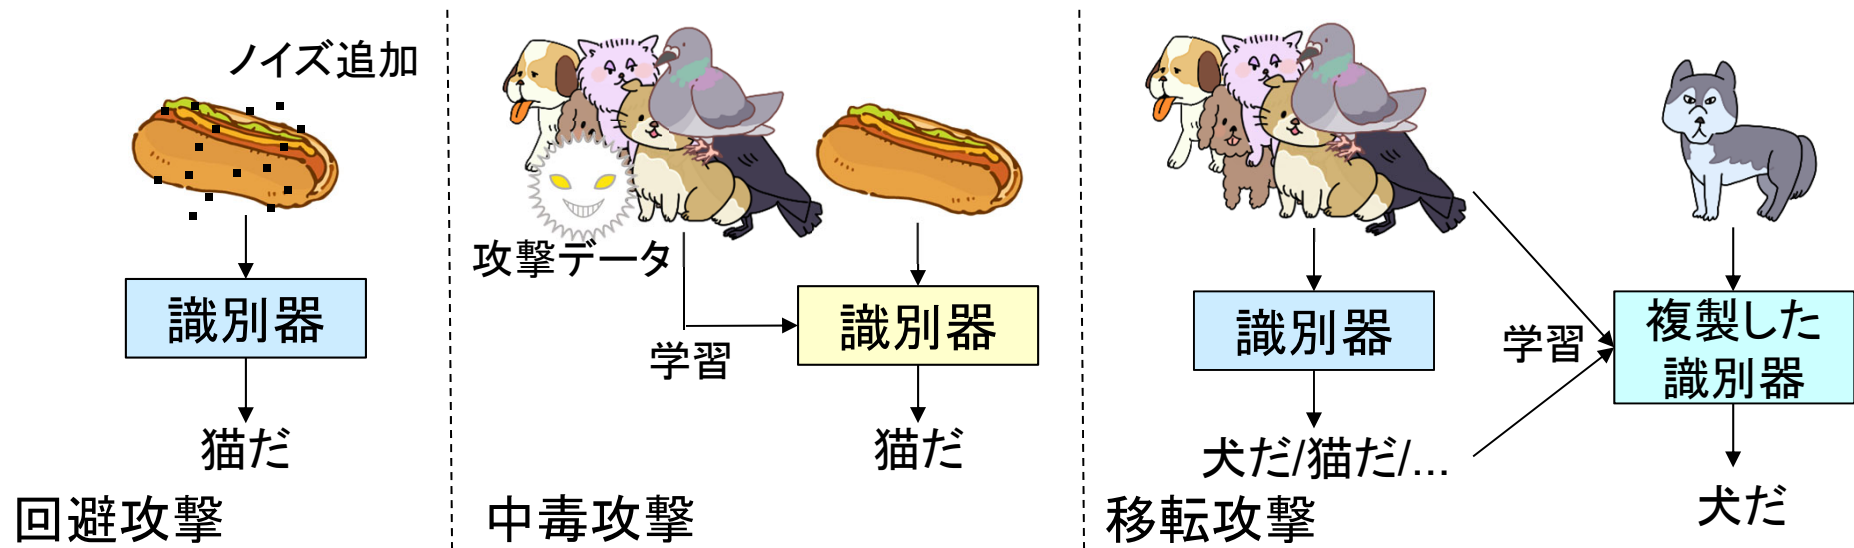 ノイズ追加
識別器
猫だ
回避攻撃
攻撃データ
学習
識別器
猫だ
中毒攻撃
識別器
犬だ/猫だ/...
学習
複製した
識別器
犬だ
移転攻撃